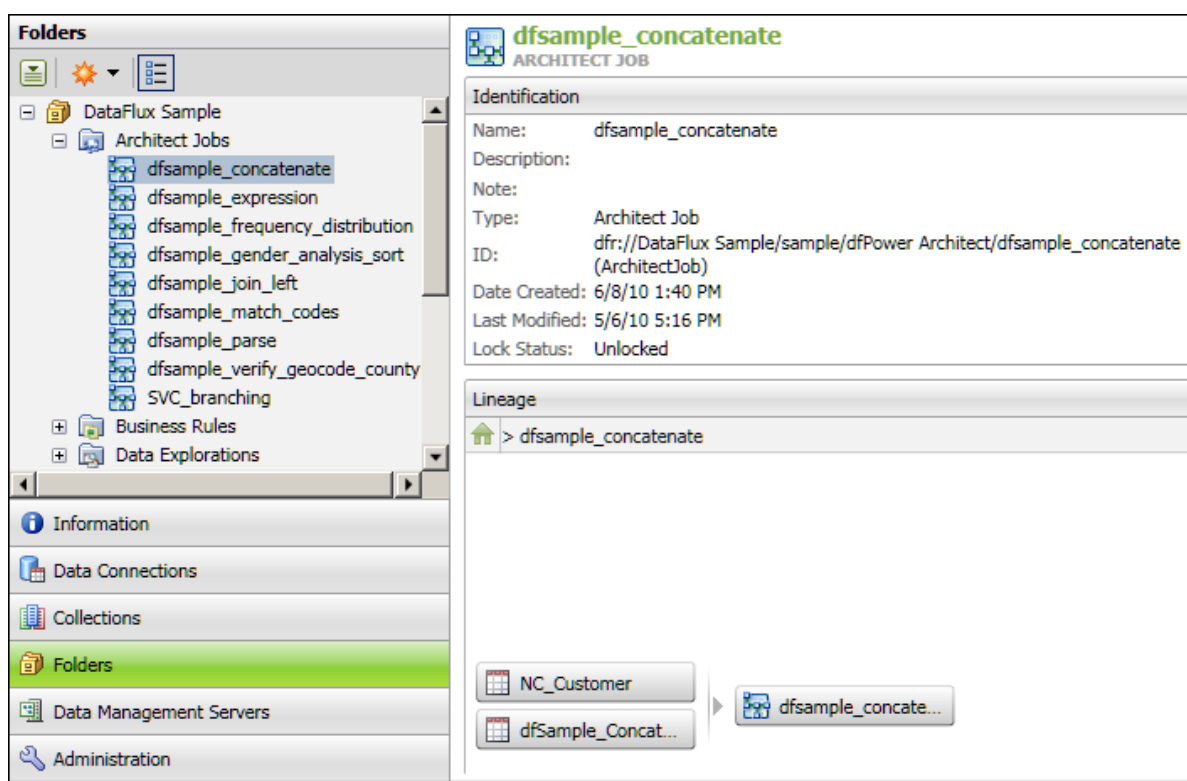 Folders
DataFlux Sample
Architect Jobs
dfsample_concatenate
dfsample_expression
dfsample_frequency_distribution
dfsample_gender_analysis_sort
dfsample_join_left
dfsample_match_codes
dfsample_parse
dfsample_verify_geocode_county
SVC_branching
Business Rules
Data Explorations
Information
Data Connections
Collections
Folders
Data Management Servers
Administration
dfsample_concatenate
ARCHITECT JOB
Identification
Name: dfsample_concatenate
Description:
Note:
Type: Architect Job
ID: dfr://DataFlux Sample/sample/dfPower Architect/dfsample_concatenate
(ArchitectJob)
Date Created: 6/8/10 1:40 PM
Last Modified: 5/6/10 5:16 PM
Lock Status: Unlocked
Lineage
> dfsample_concatenate
NC_Customer
dfSample_Concat...
dfsample_concate...